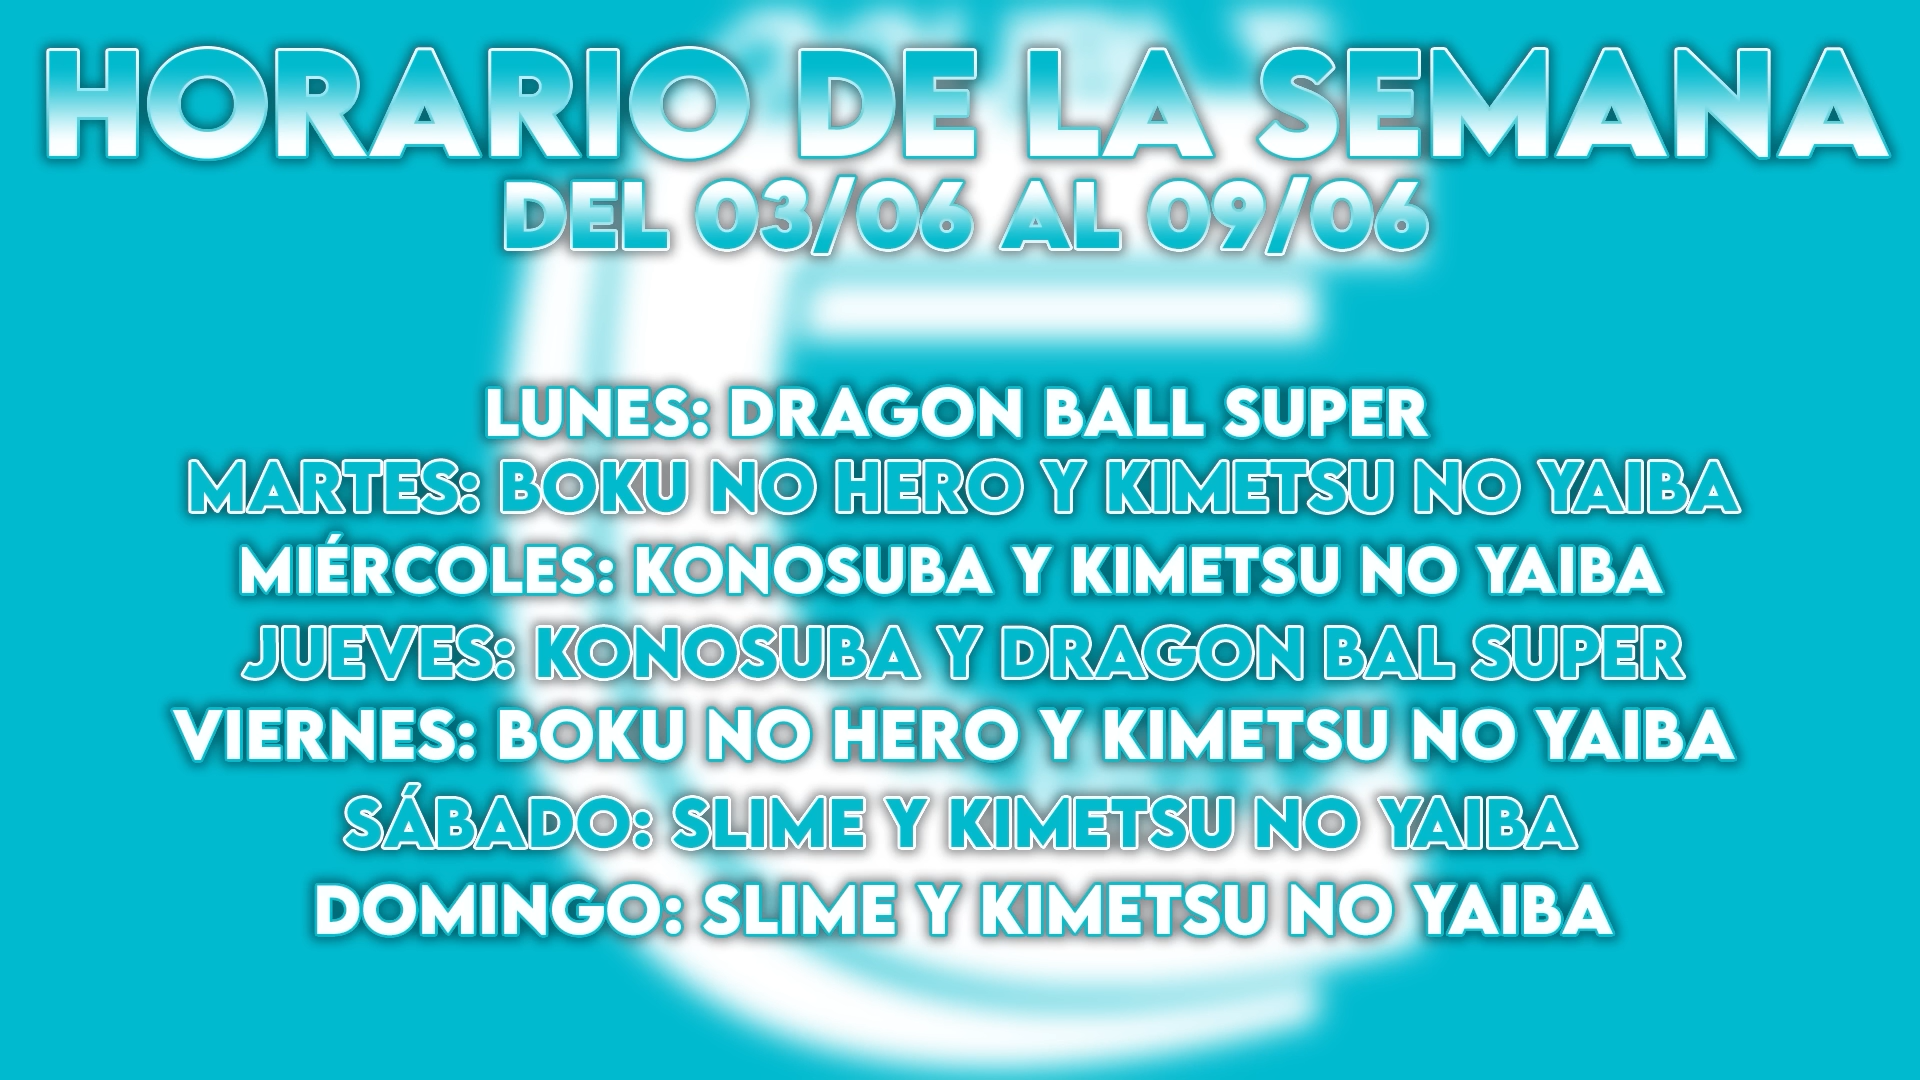 HORARIO DE LA SEMANA
DEL 03/06 AL 09/06
LUNES: DRAGON BALL SUPER
MARTES: BOKU NO HERO Y KIMETSU NO YAIBA
MIÉRCOLES: KONOSUBA Y KIMETSU NO YAIBA
JUEVES: KONOSUBA Y DRAGON BAL SUPER
VIERNES: BOKU NO HERO Y KIMETSU NO YAIBA
SÁBADO: SLIME Y KIMETSU NO YAIBA
DOMINGO: SLIME Y KIMETSU NO YAIBA